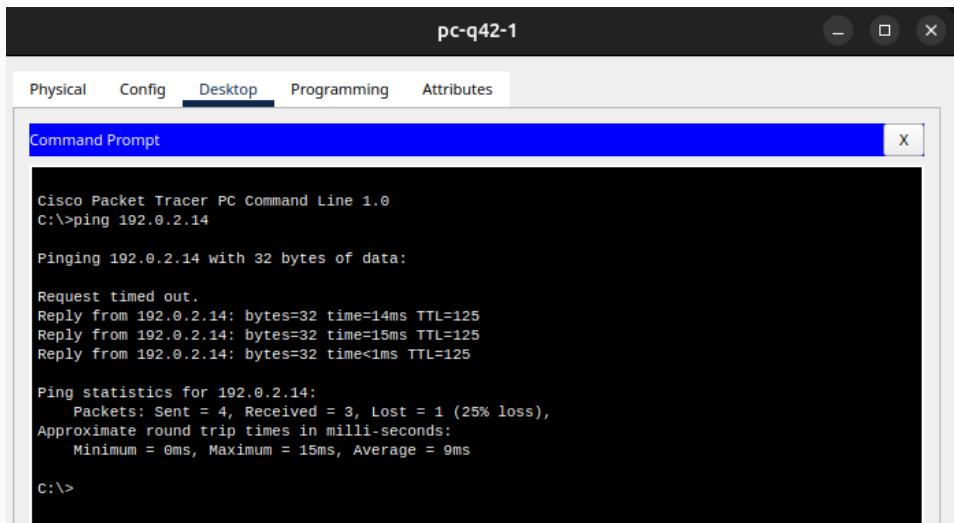 pc-q42-1
Physical Config Desktop Programming Attributes
Command Prompt
X
Cisco Packet Tracer PC Command Line 1.0
C:\>ping 192.0.2.14
Pinging 192.0.2.14 with 32 bytes of data:
Request timed out.
Reply from 192.0.2.14: bytes=32 time=14ms TTL=125
Reply from 192.0.2.14: bytes=32 time=15ms TTL=125
Reply from 192.0.2.14: bytes=32 time<1ms TTL=125
Ping statistics for 192.0.2.14:
Packets: Sent = 4, Received = 3, Lost = 1 (25% loss),
Approximate round trip times in milli-seconds:
Minimum = 0ms, Maximum = 15ms, Average = 9ms
C:\>